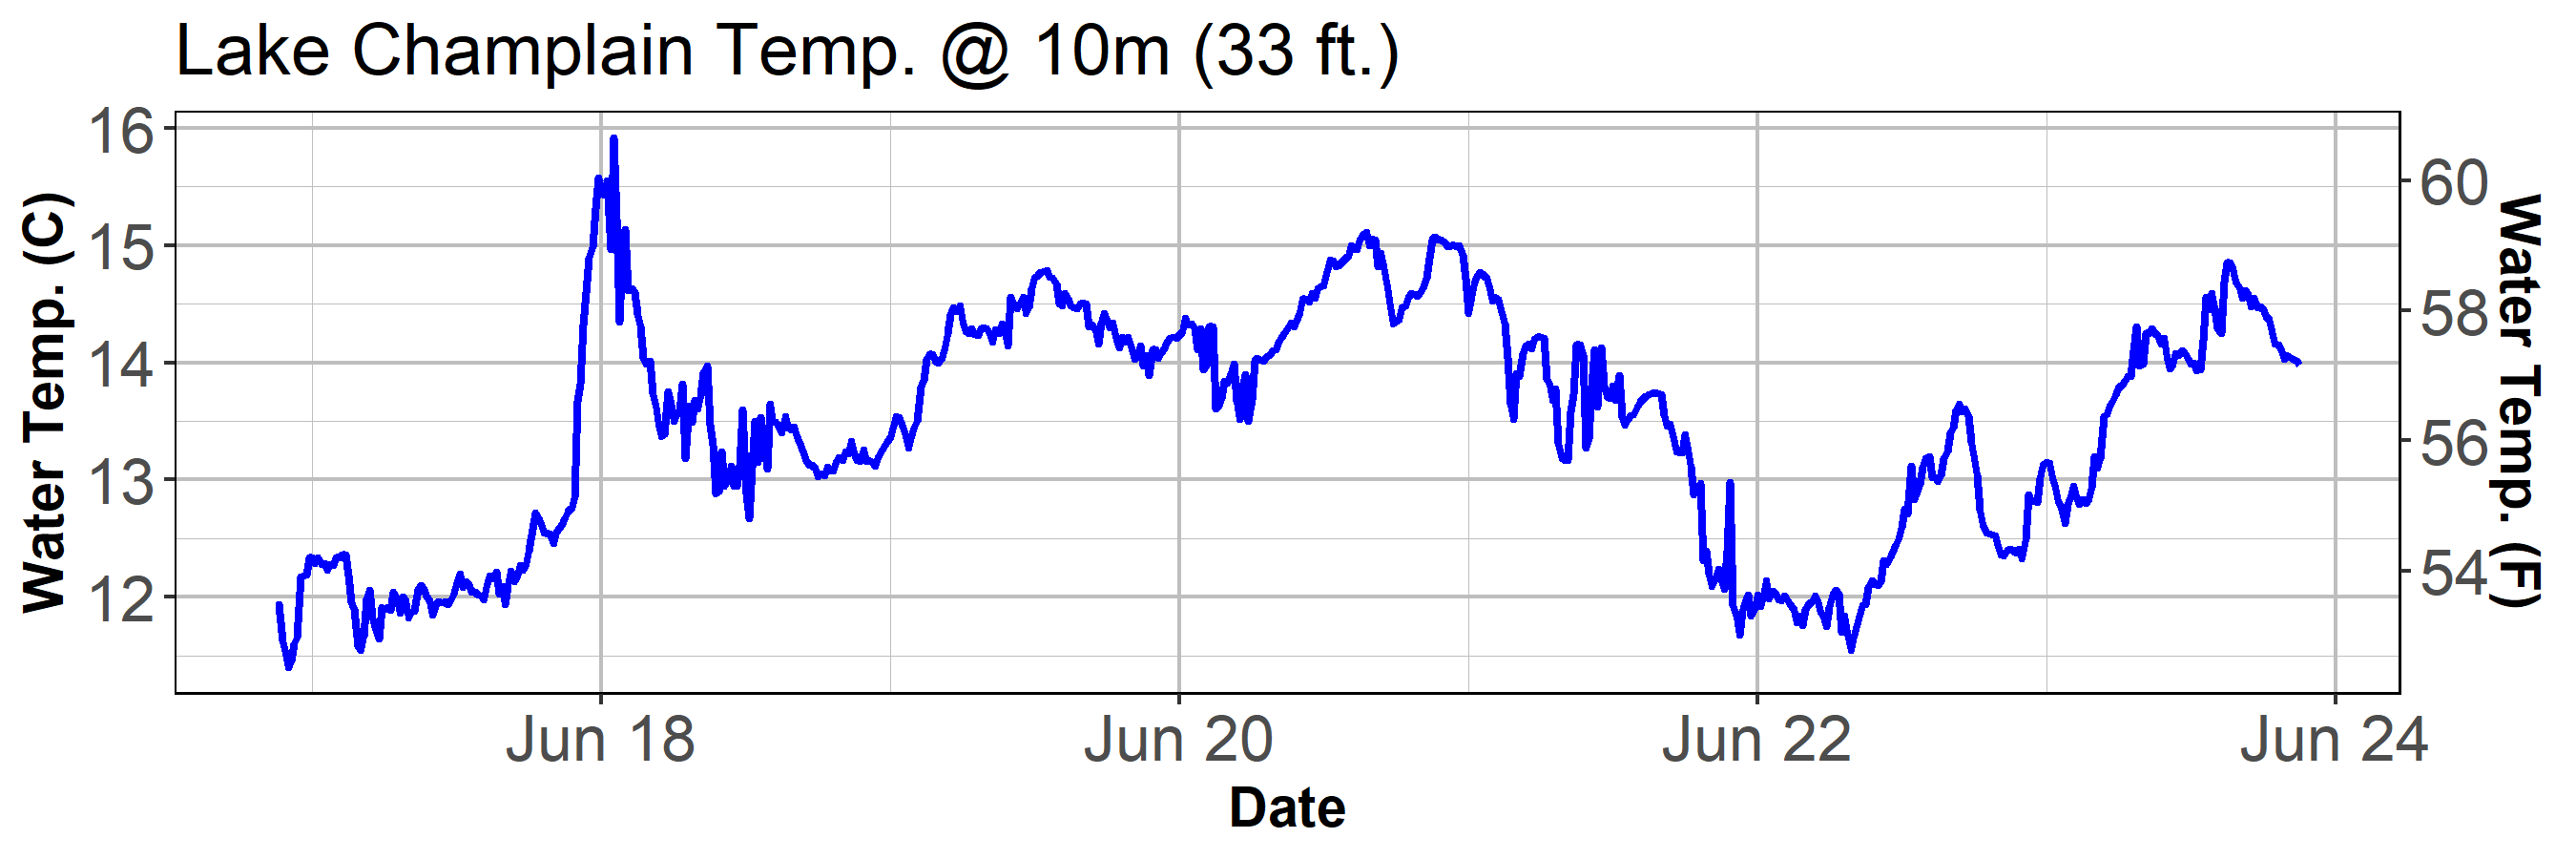 Lake Champlain Temp. @ 10m (33 ft.)
Water Temp. (C)
16
15
14
13
12
60
58
56
54
Water Temp. (F)
Jun 18 Jun 20 Jun 22 Jun 24
Date